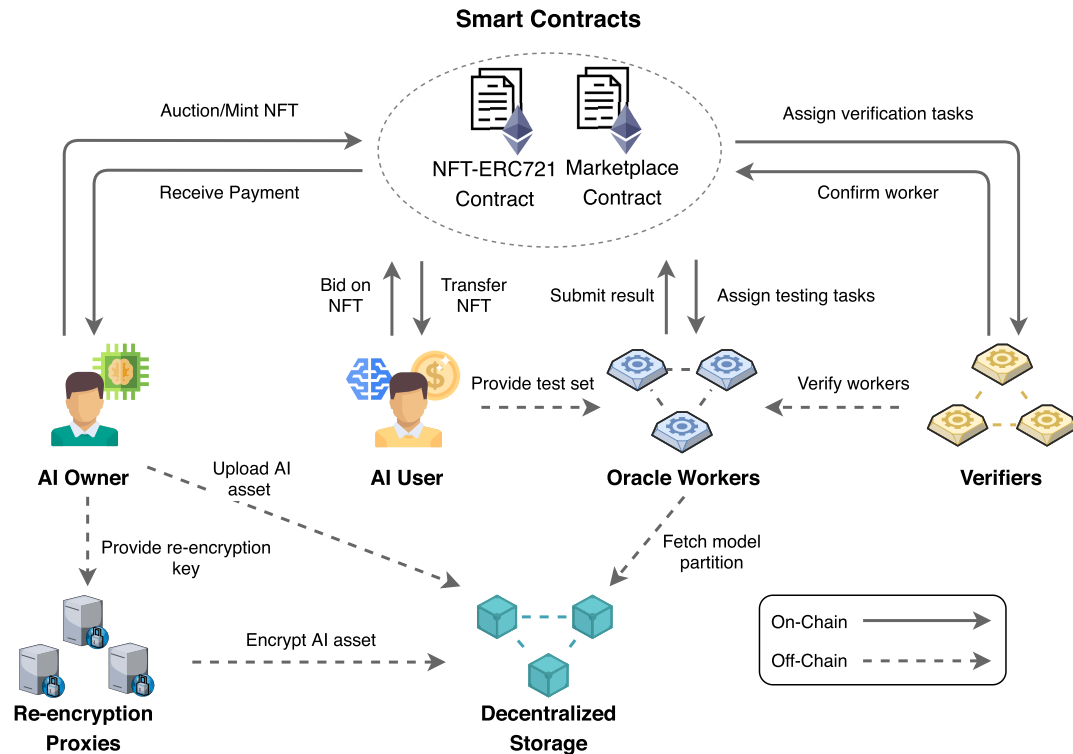 Smart Contracts
Auction/Mint NFT
Assign verification tasks
NFT-ERC721
Contract
Marketplace
Contract
Receive Payment
Confirm worker
Bid on
NFT
Transfer
NFT
Submit result
Assign testing tasks
Provide test set
Verify workers
AI Owner
AI User
Oracle Workers
Verifiers
Upload AI
asset
Provide re-encryption
key
Fetch model
partition
Encrypt AI asset
On-Chain
Off-Chain
Re-encryption
Proxies
Decentralized
Storage